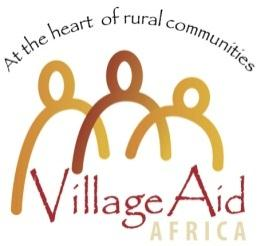 At the heart of rural communities
Village Aid
AFRICA